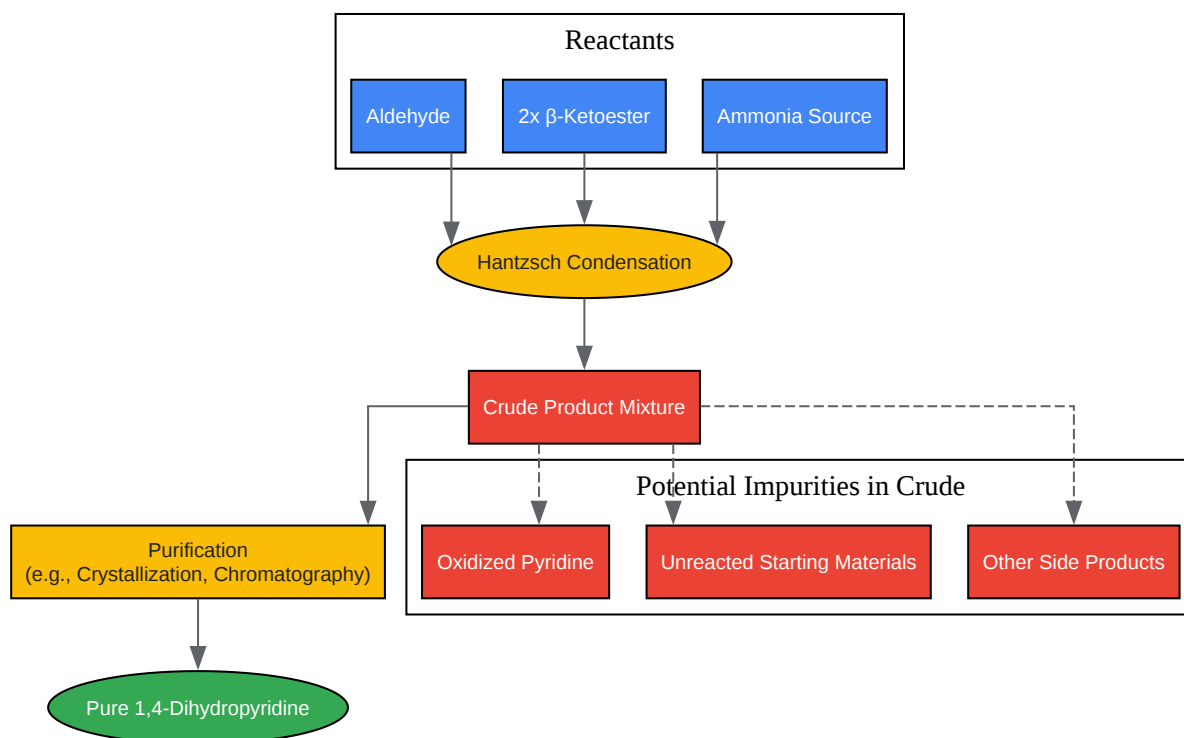 Reactants
Aldehyde
2x β-Ketoester
Ammonia Source
Hantzsch Condensation
Crude Product Mixture
Potential Impurities in Crude
Purification
(e.g., Crystallization, Chromatography)
Oxidized Pyridine
Unreacted Starting Materials
Other Side Products
Pure 1,4-Dihydropyridine